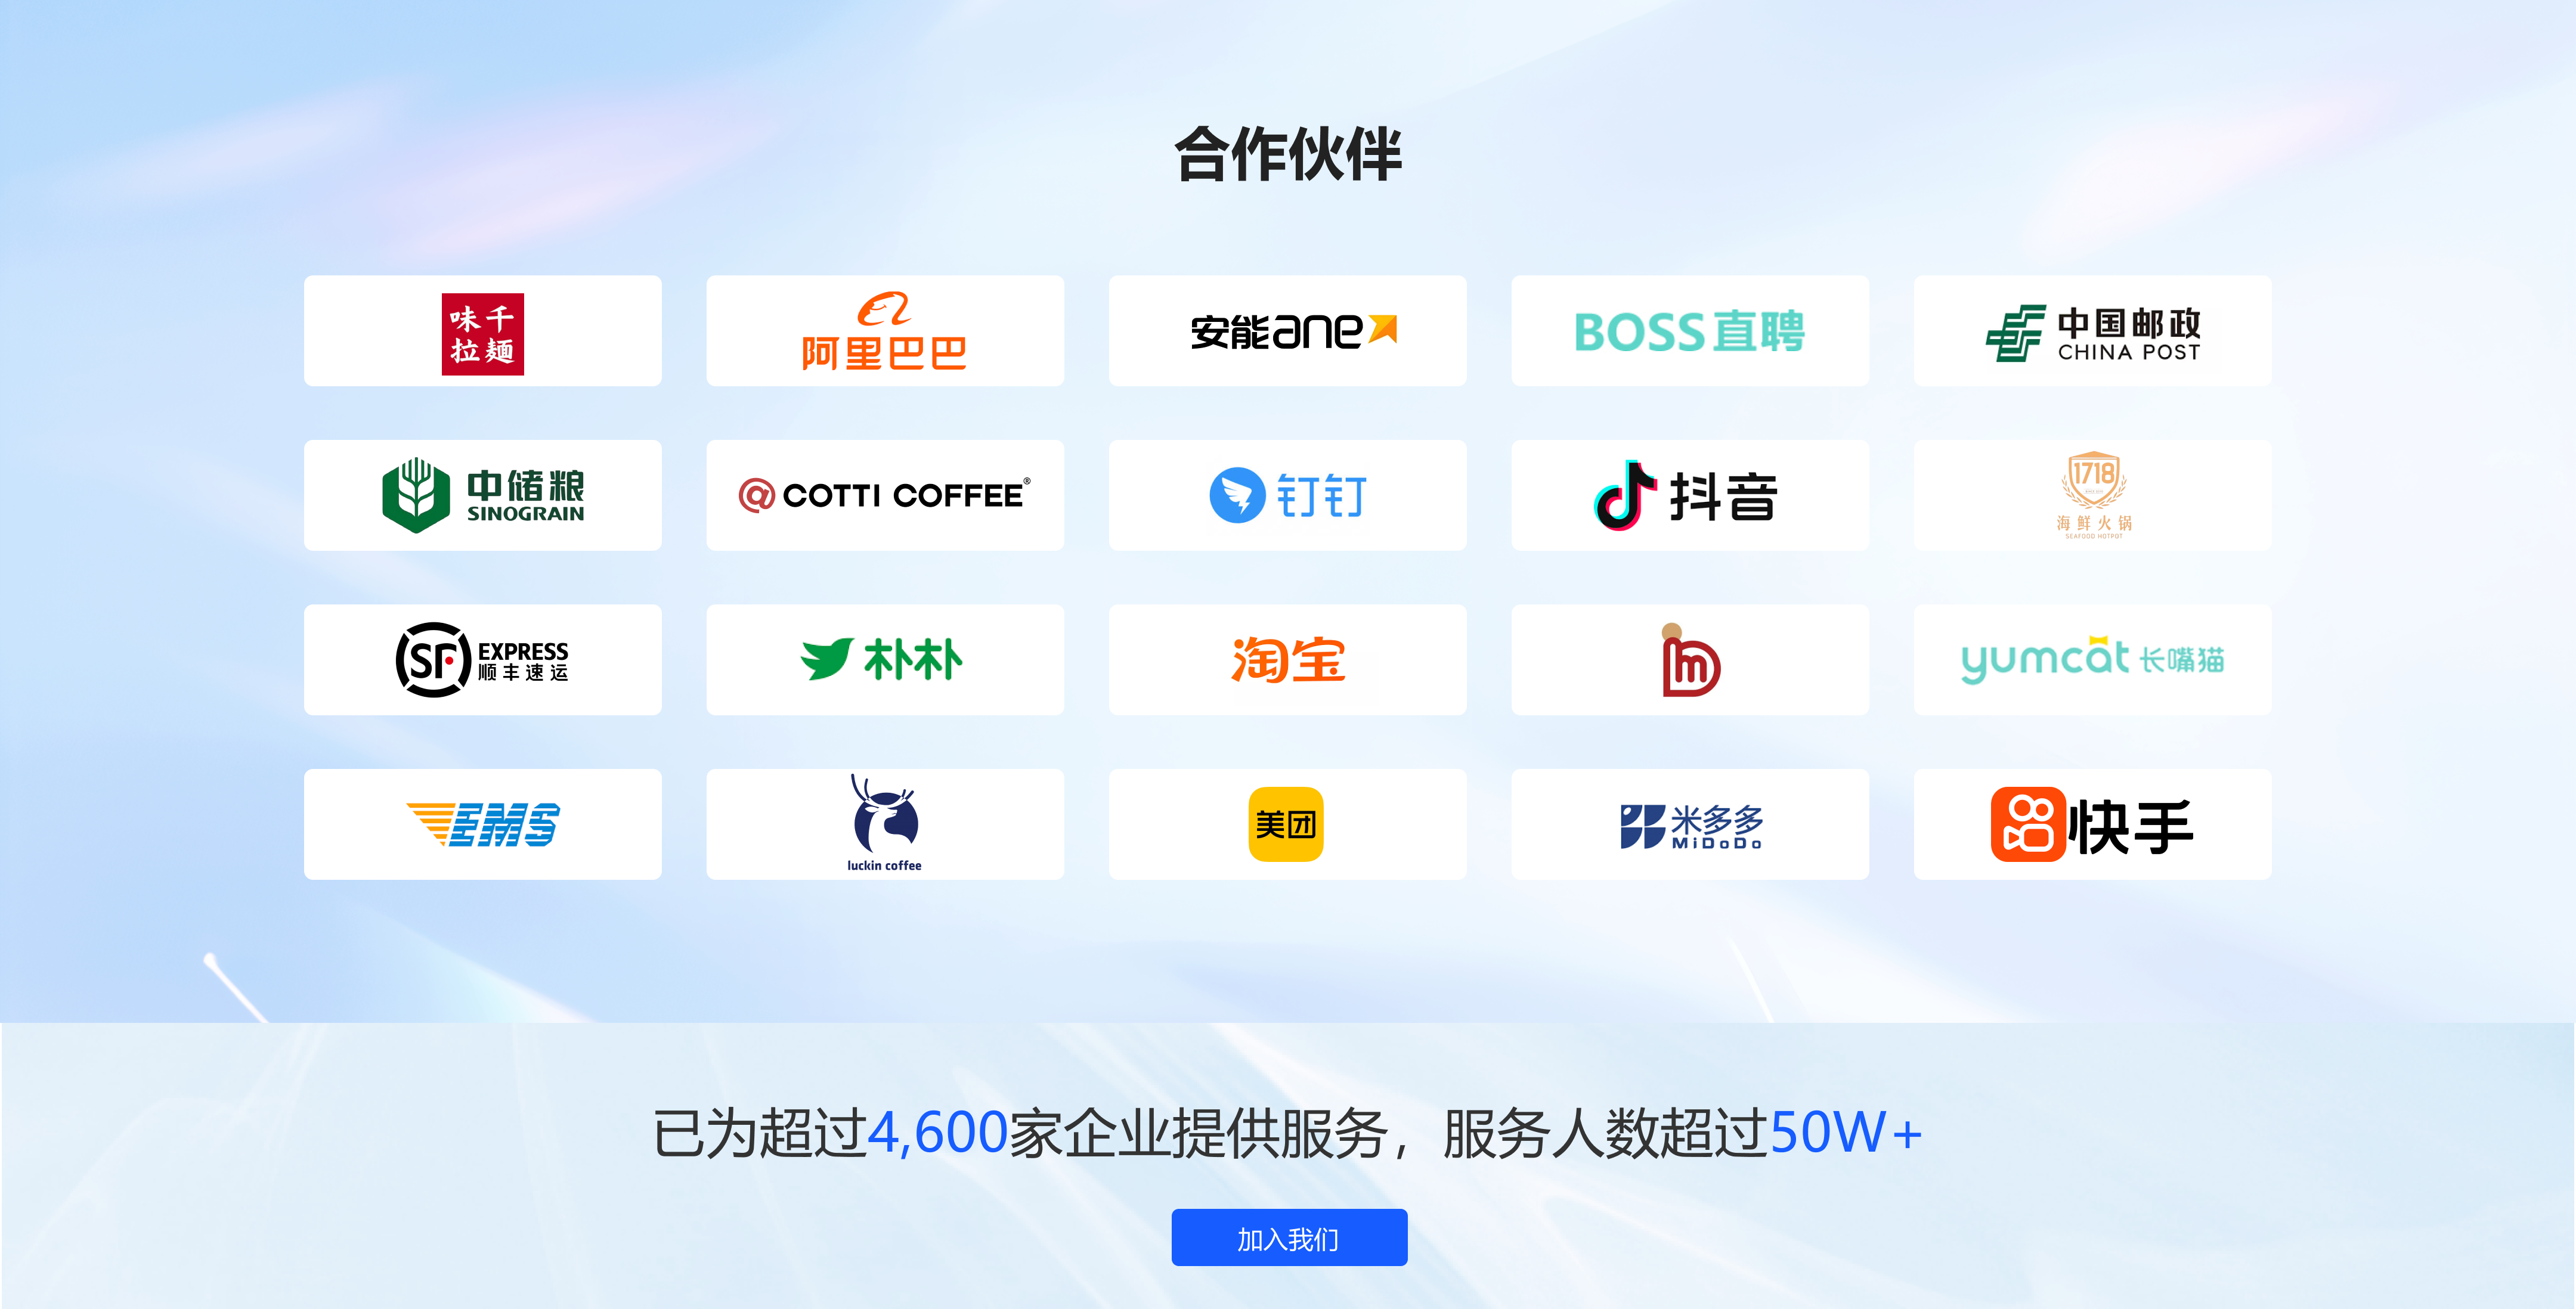 合作伙伴
味千
拉麺
阿里巴巴
安能ane
BOSS直聘
中国邮政
CHINA POST
中储粮
SINOGRAIN
@ COTTI COFFEE®
钉钉
抖音
1718
海鲜火锅
SEAFOOD HOTPOT
SF EXPRESS
顺丰速运
朴朴
淘宝
m
yumcat 长嘴猫
EMS
luckin coffee
美团
米多多
MiDoDo
快手
已为超过4,600家企业提供服务，服务人数超过50W+
加入我们